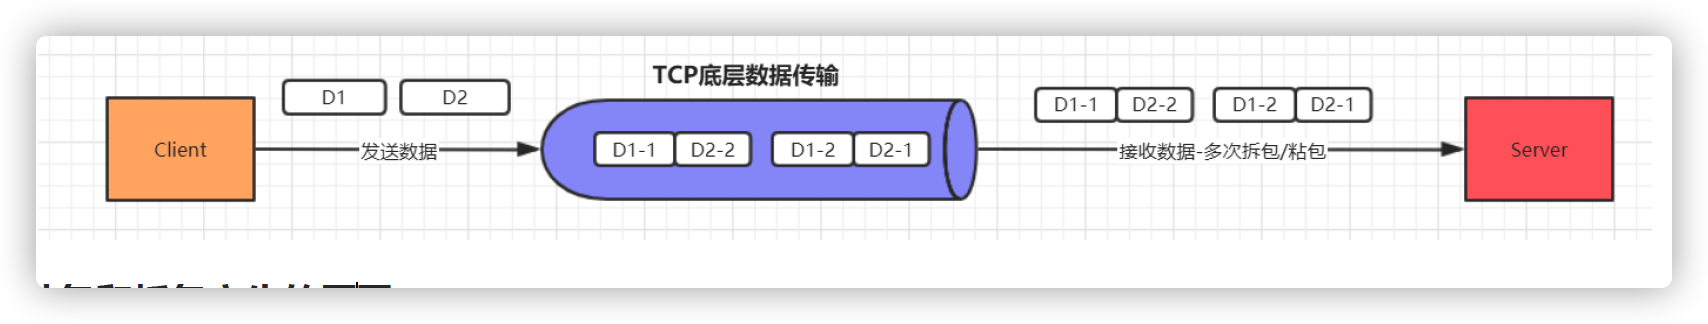 TCP底层数据传输
D1
D2
D1-1
D2-2
D1-2
D2-1
Client
发送数据
D1-1
D2-2
D1-2
D2-1
接收数据-多次拆包/粘包
Server